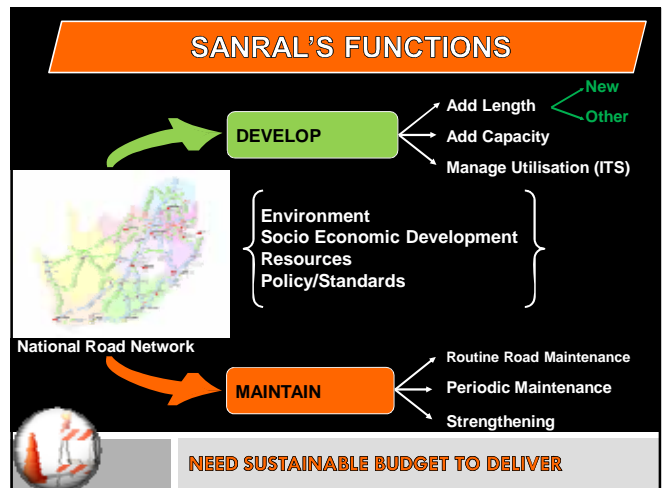 SANRAL'S FUNCTIONS
DEVELOP
Add Length
New
Other
Add Capacity
Manage Utilisation (ITS)
Environment
Socio Economic Development
Resources
Policy/Standards
National Road Network
MAINTAIN
Routine Road Maintenance
Periodic Maintenance
Strengthening
NEED SUSTAINABLE BUDGET TO DELIVER